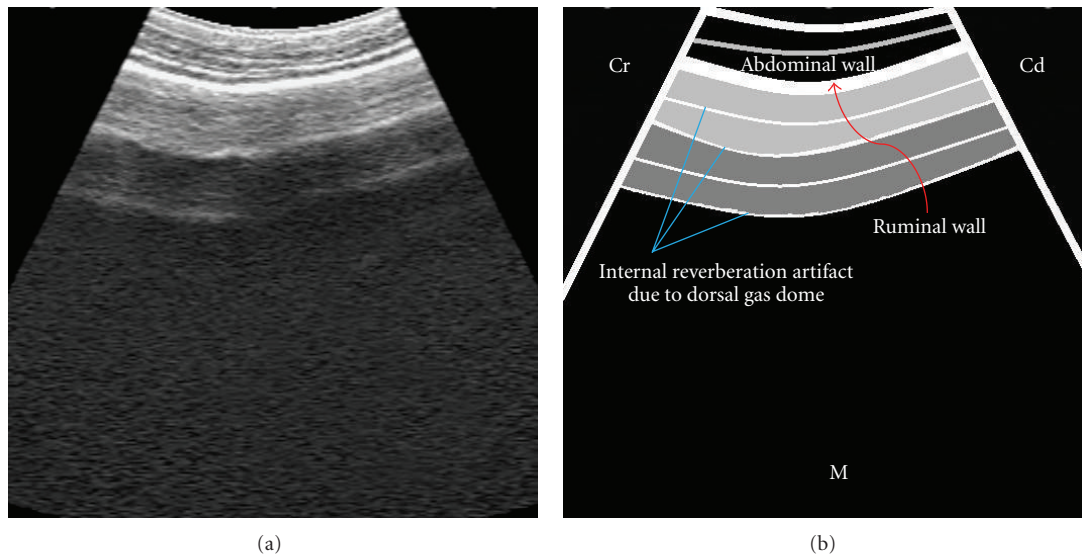 Cr
Abdominal wall
Cd
Ruminal wall
Internal reverberation artifact
due to dorsal gas dome
M
(a)
(b)